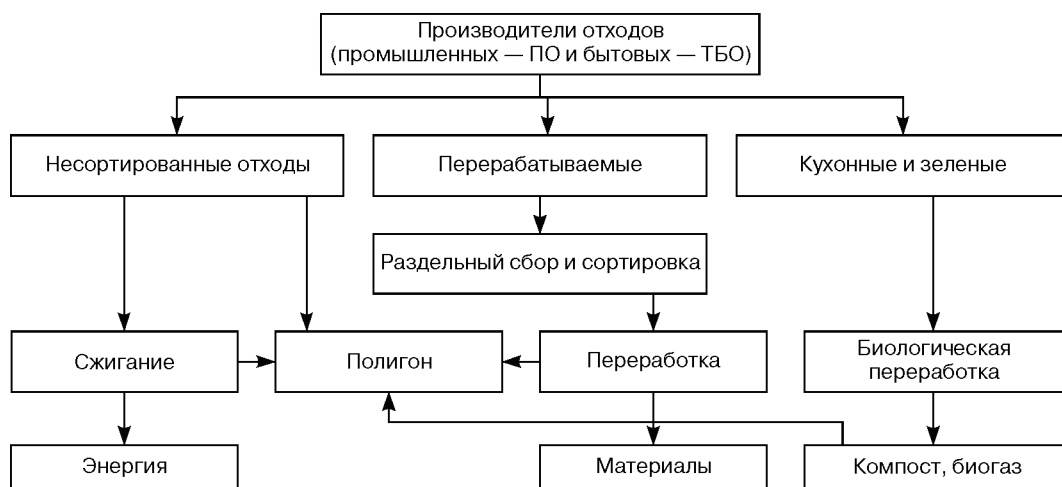 Производители отходов
(промышленных — ПО и бытовых — ТБО)
Несортированные отходы
Перерабатываемые
Кухонные и зеленые
Раздельный сбор и сортировка
Сжигание
Полигон
Переработка
Биологическая
переработка
Энергия
Материалы
Компост, биогаз